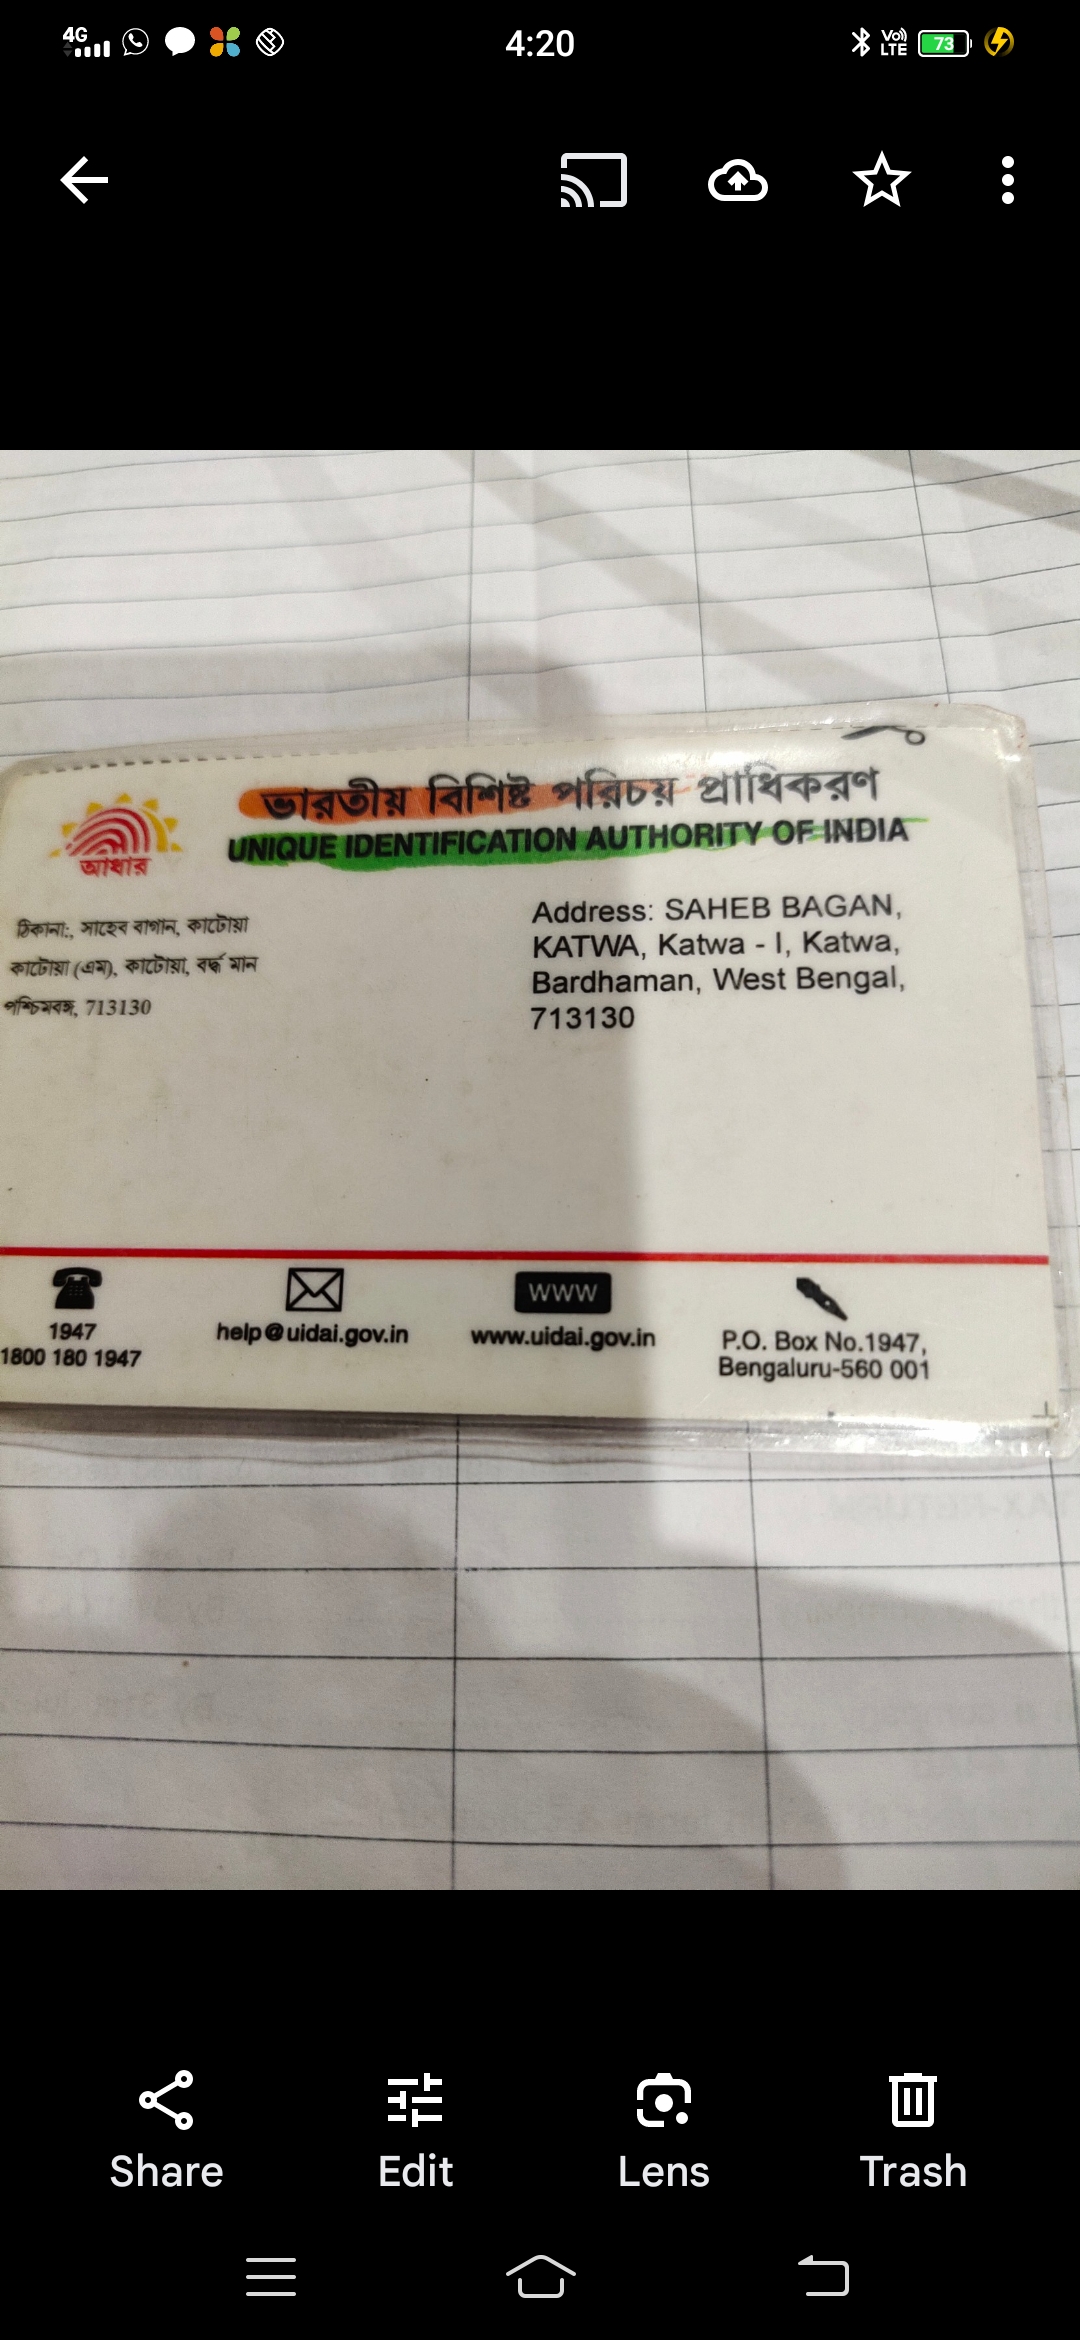 4G
4:20
Vo)) LTE
73
ভারতীয় বিশিষ্ট পরিচয় প্রাধিকরণ
UNIQUE IDENTIFICATION AUTHORITY OF INDIA
আধার
ঠিকানা:, সাহেব বাগান, কাটোয়া
কাটোয়া (এম), কাটোয়া, বর্দ্ধ মান
পশ্চিমবঙ্গ, 713130
Address: SAHEB BAGAN,
KATWA, Katwa - I, Katwa,
Bardhaman, West Bengal,
713130
1947
1800 180 1947
help@uidai.gov.in
www
www.uidai.gov.in
P.O. Box No.1947,
Bengaluru-560 001
Share
Edit
Lens
Trash